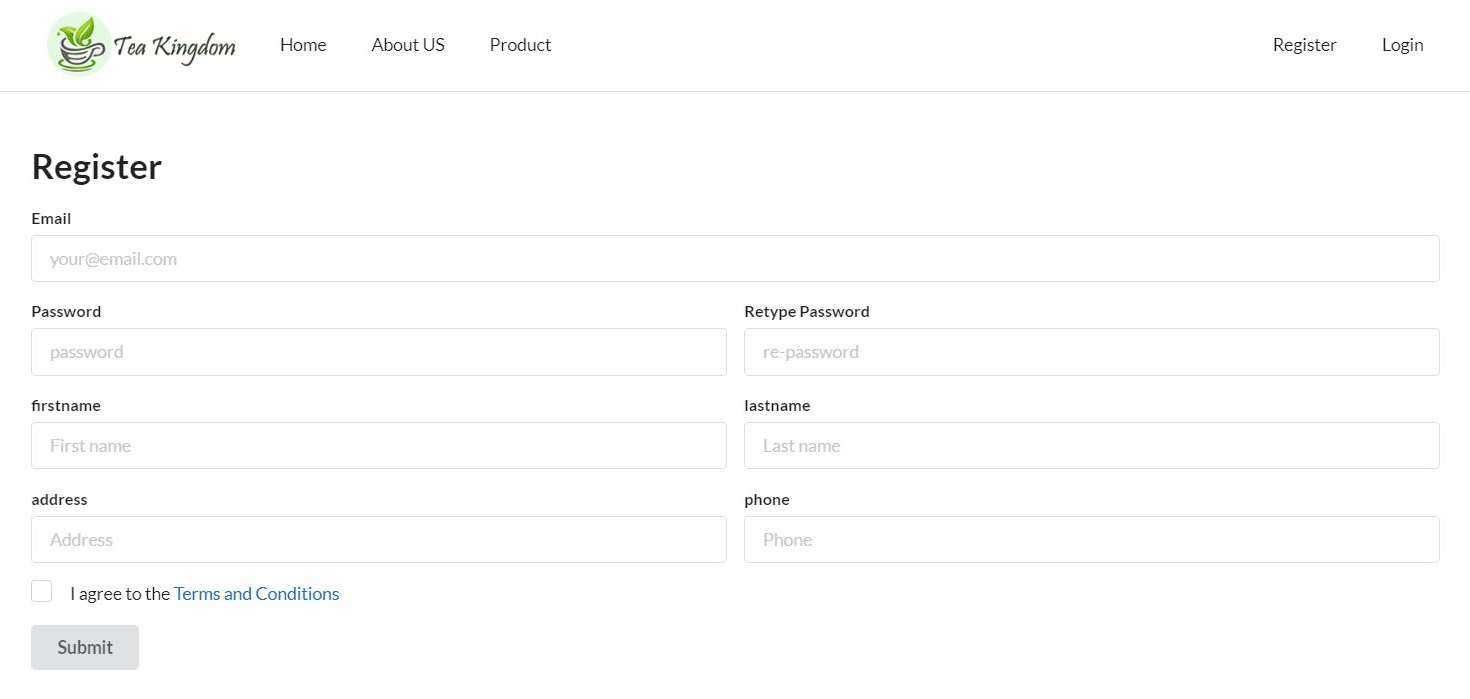 Tea Kingdom Home About US Product Register Login
Register
Email
your@email.com
Password Retype Password
password re-password
firstname lastname
First name Last name
address phone
Address Phone
I agree to the Terms and Conditions
Submit